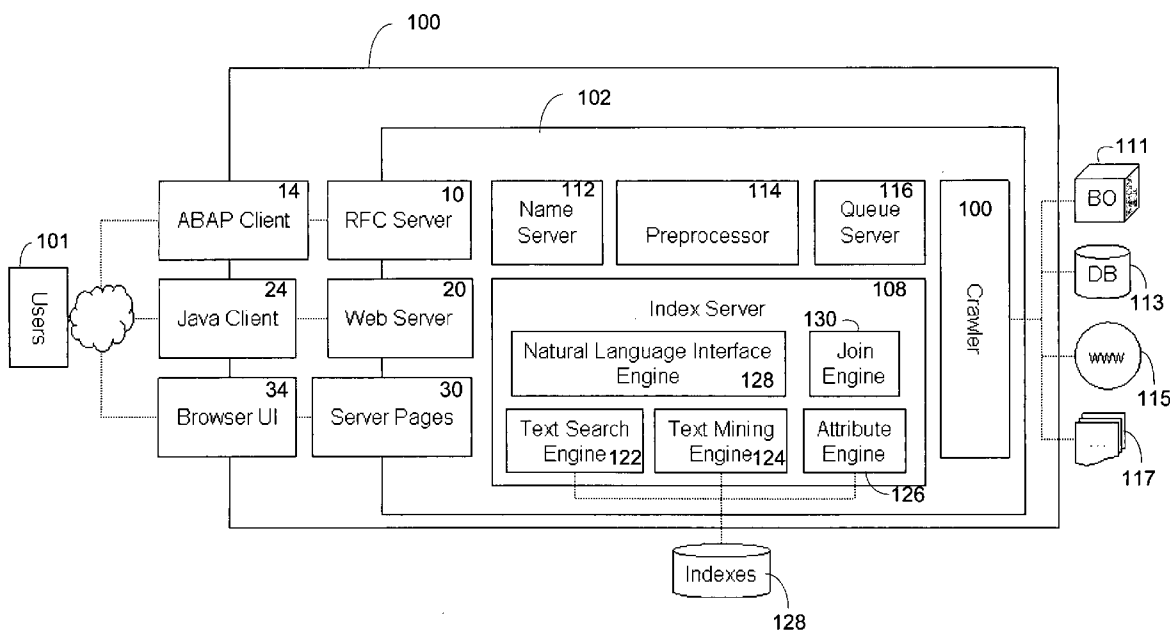 100
102
111
BO
14
ABAP Client
10
RFC Server
112
Name
Server
114
Preprocessor
116
Queue
Server
100
Crawler
101
Users
DB
113
24
Java Client
20
Web Server
108
Index Server
130
Natural Language Interface
Engine
128
Join
Engine
www
115
34
Browser UI
30
Server Pages
Text Search
Engine
122
Text Mining
Engine
124
Attribute
Engine
126
...
117
Indexes
128